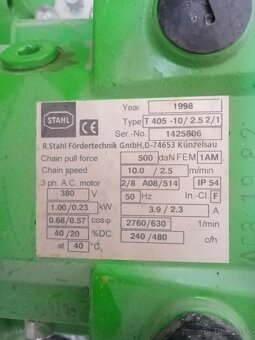 STAHL
Year 1998
Type T 405 -10/ 2.5 2/1
Ser.-No. 1425806
R.Stahl Fördertechnik GmbH,D-74653 Künzelsau
Chain pull force 500 daN FEM 1AM
Chain speed 10.0 / 2.5 m/min
3 ph A.C. motor 2/8 A08/514 IP 54
380 V 50 Hz In.-Cl. F
1.00/0.23 kW 3.9 / 2.3 A
0.68/0.57 cosφ 2760/630 1/min
40/20 %DC 240/480 c/h
at 40 °C